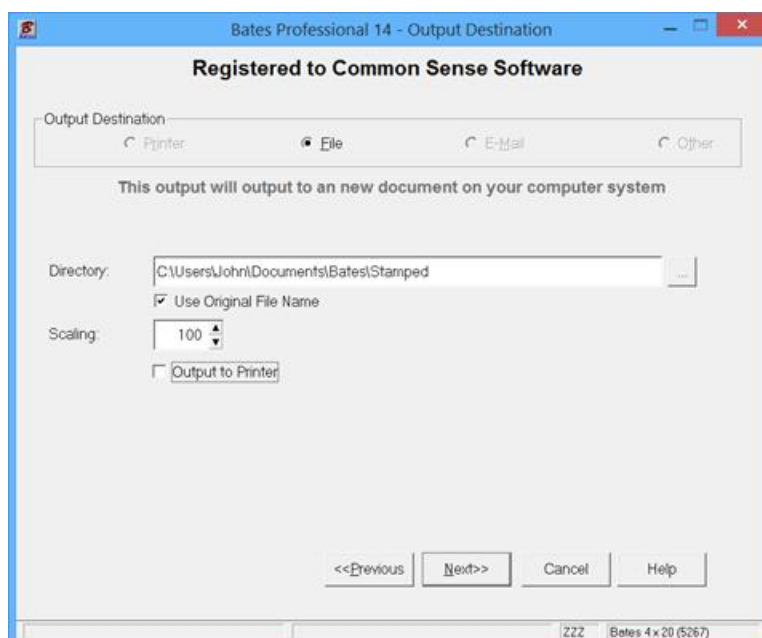 Bates Professional 14 - Output Destination
Registered to Common Sense Software
Output Destination
Printer File E-Mail Other
This output will output to an new document on your computer system
Directory: C:\Users\John\Documents\Bates\Stamped ...
Use Original File Name
Scaling: 100
Output to Printer
<<Previous Next>> Cancel Help
ZZZ Bates 4 x 20 (5267)